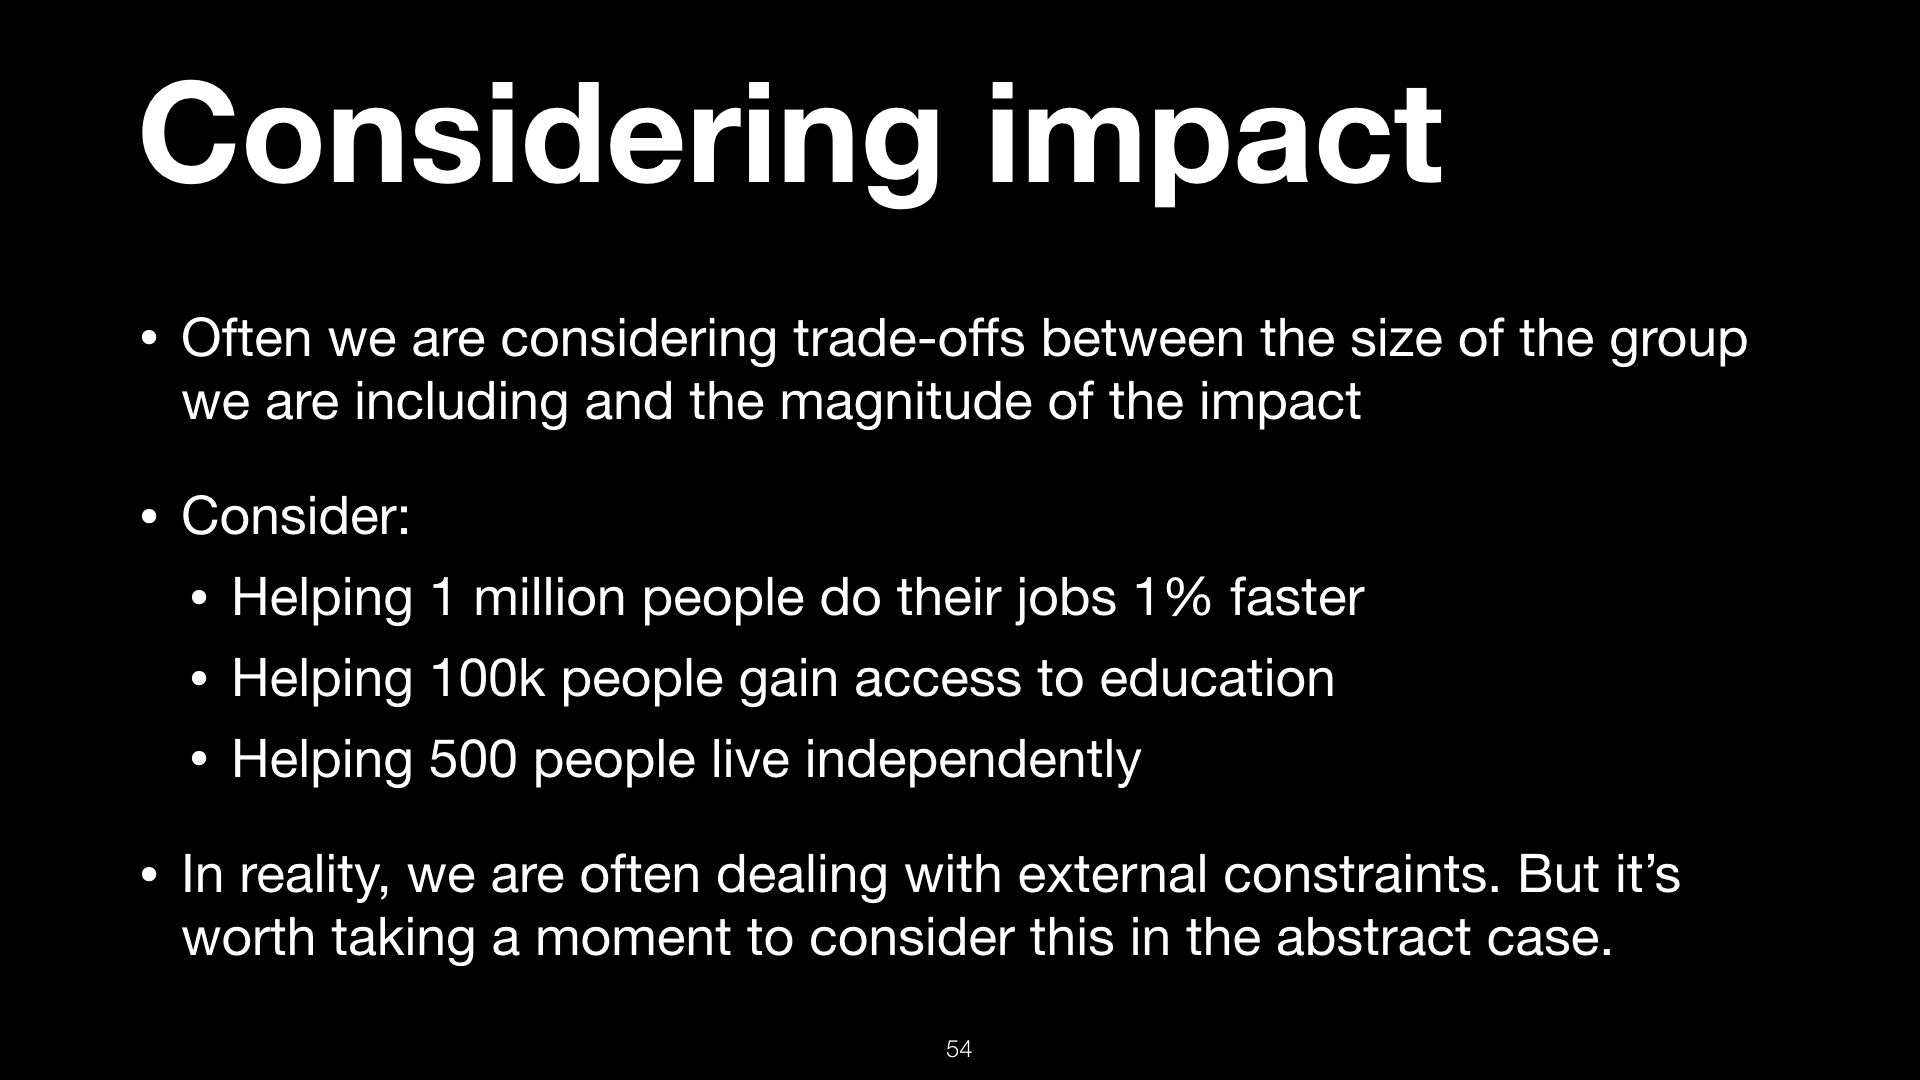 Considering impact
• Often we are considering trade-offs between the size of the group
we are including and the magnitude of the impact
• Consider:
• Helping 1 million people do their jobs 1% faster
• Helping 100k people gain access to education
• Helping 500 people live independently
• In reality, we are often dealing with external constraints. But it’s
worth taking a moment to consider this in the abstract case.
54